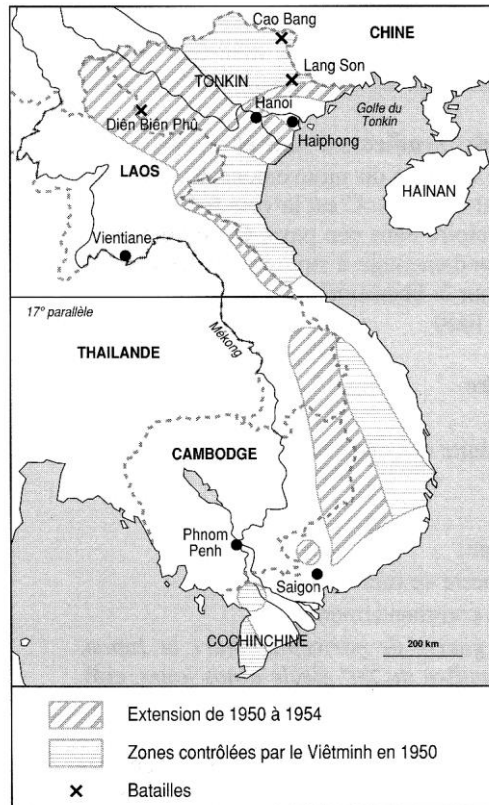 Cao Bang
CHINE
TONKIN
Lang Son
Hanoi
Diên Biên Phû
Golfe du
Tonkin
Haiphong
LAOS
HAINAN
Vientiane
17° parallèle
Mékong
THAILANDE
CAMBODGE
Phnom
Penh
Saigon
COCHINCHINE
200 km
Extension de 1950 à 1954
Zones contrôlées par le Viêtminh en 1950
Batailles